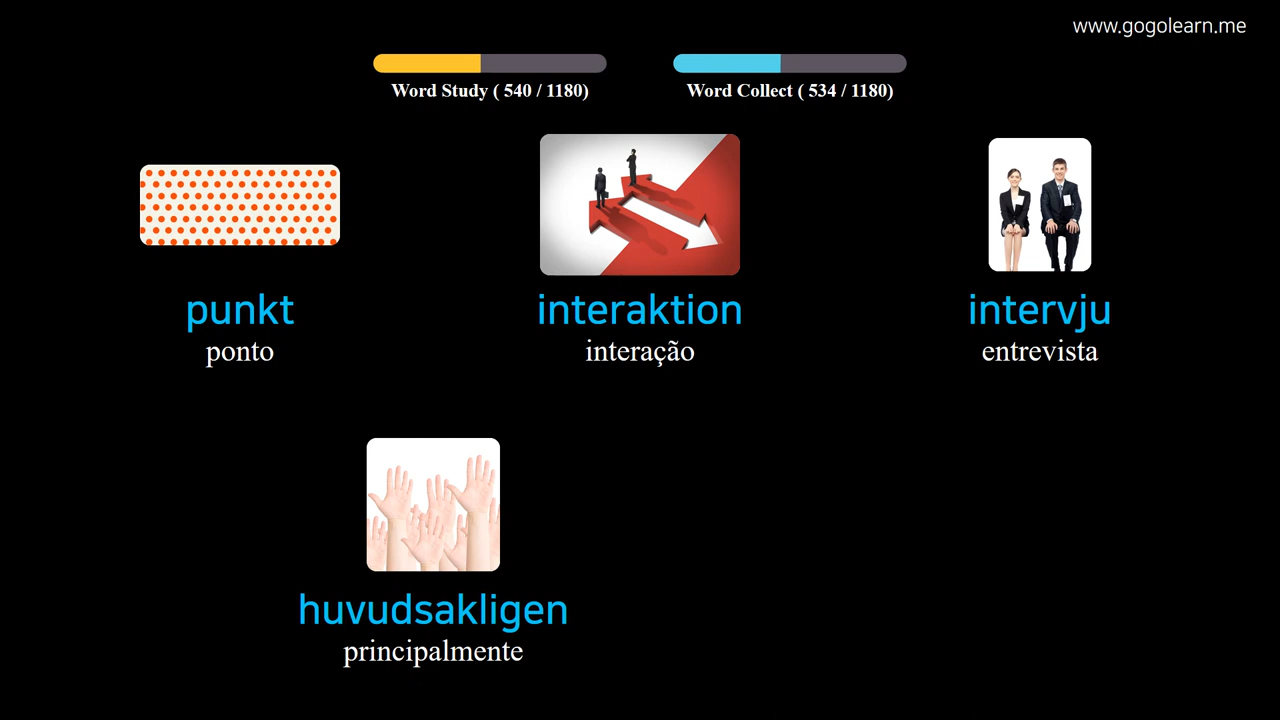 www.gogolearn.me
Word Study ( 540 / 1180)
Word Collect ( 534 / 1180)
punkt
ponto
interaktion
interação
intervju
entrevista
huvudsakligen
principalmente